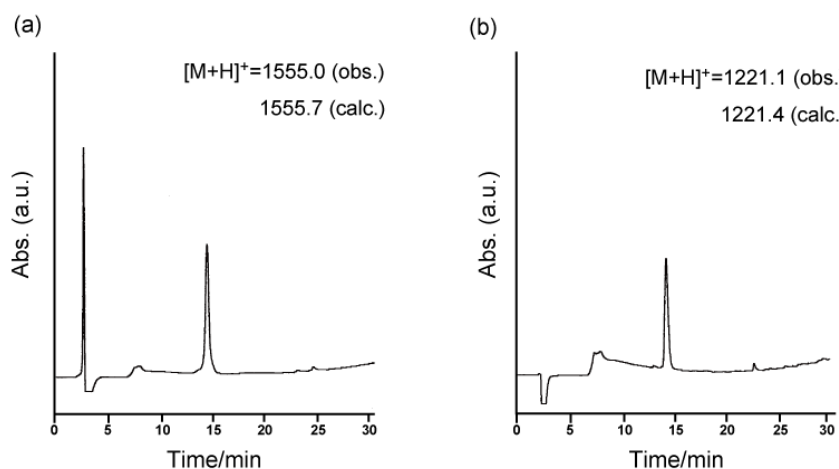 (a)
[M+H]+=1555.0 (obs.)
1555.7 (calc.)
Abs. (a.u.)
0 5 10 15 20 25 30
Time/min
(b)
[M+H]+=1221.1 (obs.
1221.4 (calc.
Abs. (a.u.)
0 5 10 15 20 25 30
Time/min